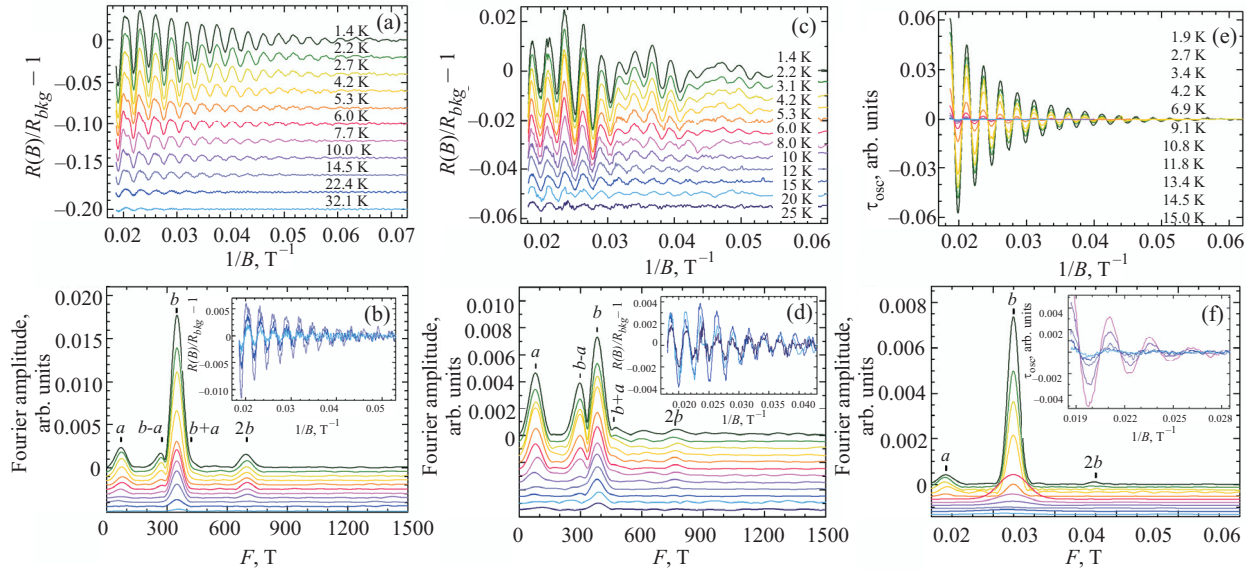 (a)
R(B)/R_bkg − 1
0
−0.05
−0.10
−0.15
−0.20
1.4 K
2.2 K
2.7 K
4.2 K
5.3 K
6.0 K
7.7 K
10.0 K
14.5 K
22.4 K
32.1 K
0.02 0.03 0.04 0.05 0.06 0.07
1/B, T⁻¹
(c)
R(B)/R_bkg − 1
0.02
0
−0.02
−0.04
−0.06
1.4 K
2.2 K
3.1 K
4.2 K
5.3 K
6.0 K
8.0 K
10 K
12 K
15 K
20 K
25 K
0.02 0.03 0.04 0.05 0.06
1/B, T⁻¹
(e)
τosc, arb. units
0.06
0.03
0
−0.03
−0.06
1.9 K
2.7 K
3.4 K
4.2 K
6.9 K
9.1 K
10.8 K
11.8 K
13.4 K
14.5 K
15.0 K
0.02 0.03 0.04 0.05 0.06
1/B, T⁻¹
(b)
Fourier amplitude,
arb. units
0.020
0.015
0.010
0.005
0
a
b-a
b
b+a
2b
0 300 600 900 1200 1500
F, T
R(B)/R_bkg − 1
0.005
0
−0.005
−0.010
0.02 0.03 0.04 0.05
1/B, T⁻¹
(d)
Fourier amplitude,
arb. units
0.010
0.008
0.006
0.004
0.002
0
a
b-a
b
b+a
2b
0 300 600 900 1200 1500
F, T
R(B)/R_bkg − 1
0.004
0.002
0
−0.002
−0.004
0.020 0.025 0.030 0.035 0.040
1/B, T⁻¹
(f)
Fourier amplitude,
arb. units
0.008
0.006
0.004
0.002
0
a
b
2b
0.02 0.03 0.04 0.05 0.06
F, T
τosc, arb. units
0.004
0.002
0
−0.002
−0.004
0.019 0.022 0.025 0.028
1/B, T⁻¹